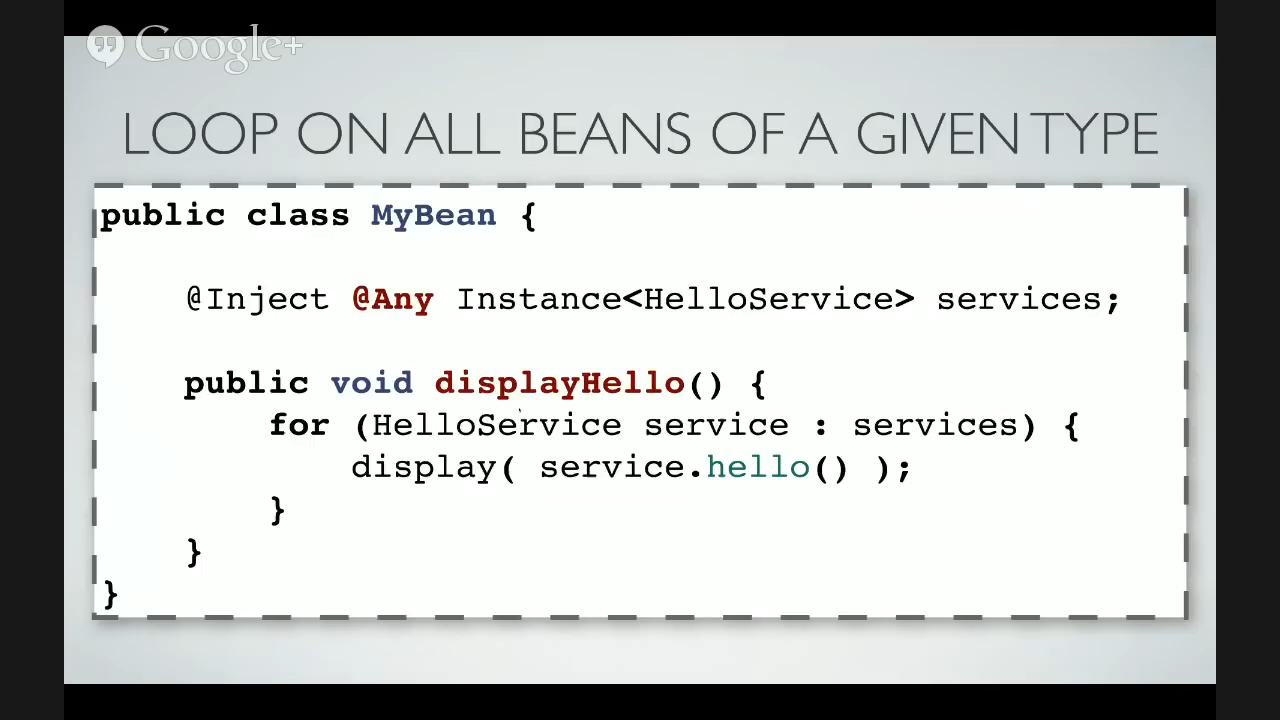 Google+
LOOP ON ALL BEANS OF A GIVEN TYPE
public class MyBean {
@Inject @Any Instance<HelloService> services;
public void displayHello() {
for (HelloService service : services) {
display( service.hello() );
}
}
}